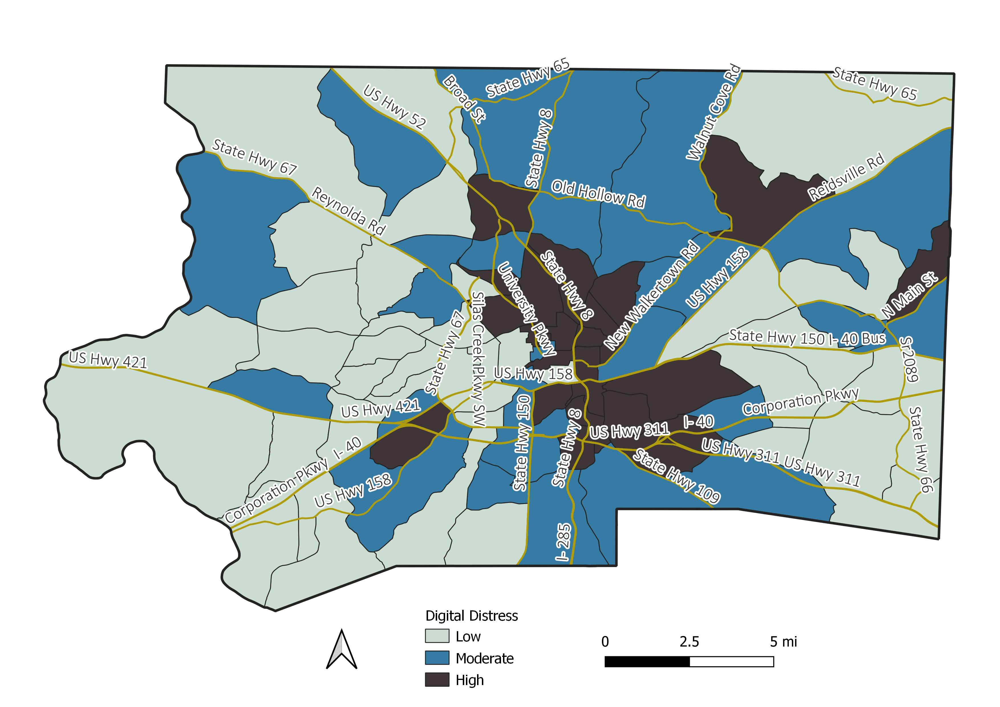 State Hwy 65
State Hwy 65
Broad St
US Hwy 52
State Hwy 8
Walnut Cove Rd
State Hwy 67
Reidsville Rd
Reynolda Rd
Old Hollow Rd
New Walkertown Rd
State Hwy 8
US Hwy 158
University Pkwy
N Main St
Silas Creek Pkwy SW
State Hwy 67
State Hwy 150 I- 40 Bus
US Hwy 421
Sr2089
US Hwy 158
US Hwy 421
Corporation Pkwy
State Hwy 150
State Hwy 8
US Hwy 311
I- 40
State Hwy 66
Corporation Pkwy I- 40
US Hwy 311 US Hwy 311
State Hwy 109
US Hwy 158
I- 285
Digital Distress
Low
Moderate
High
0 2.5 5 mi